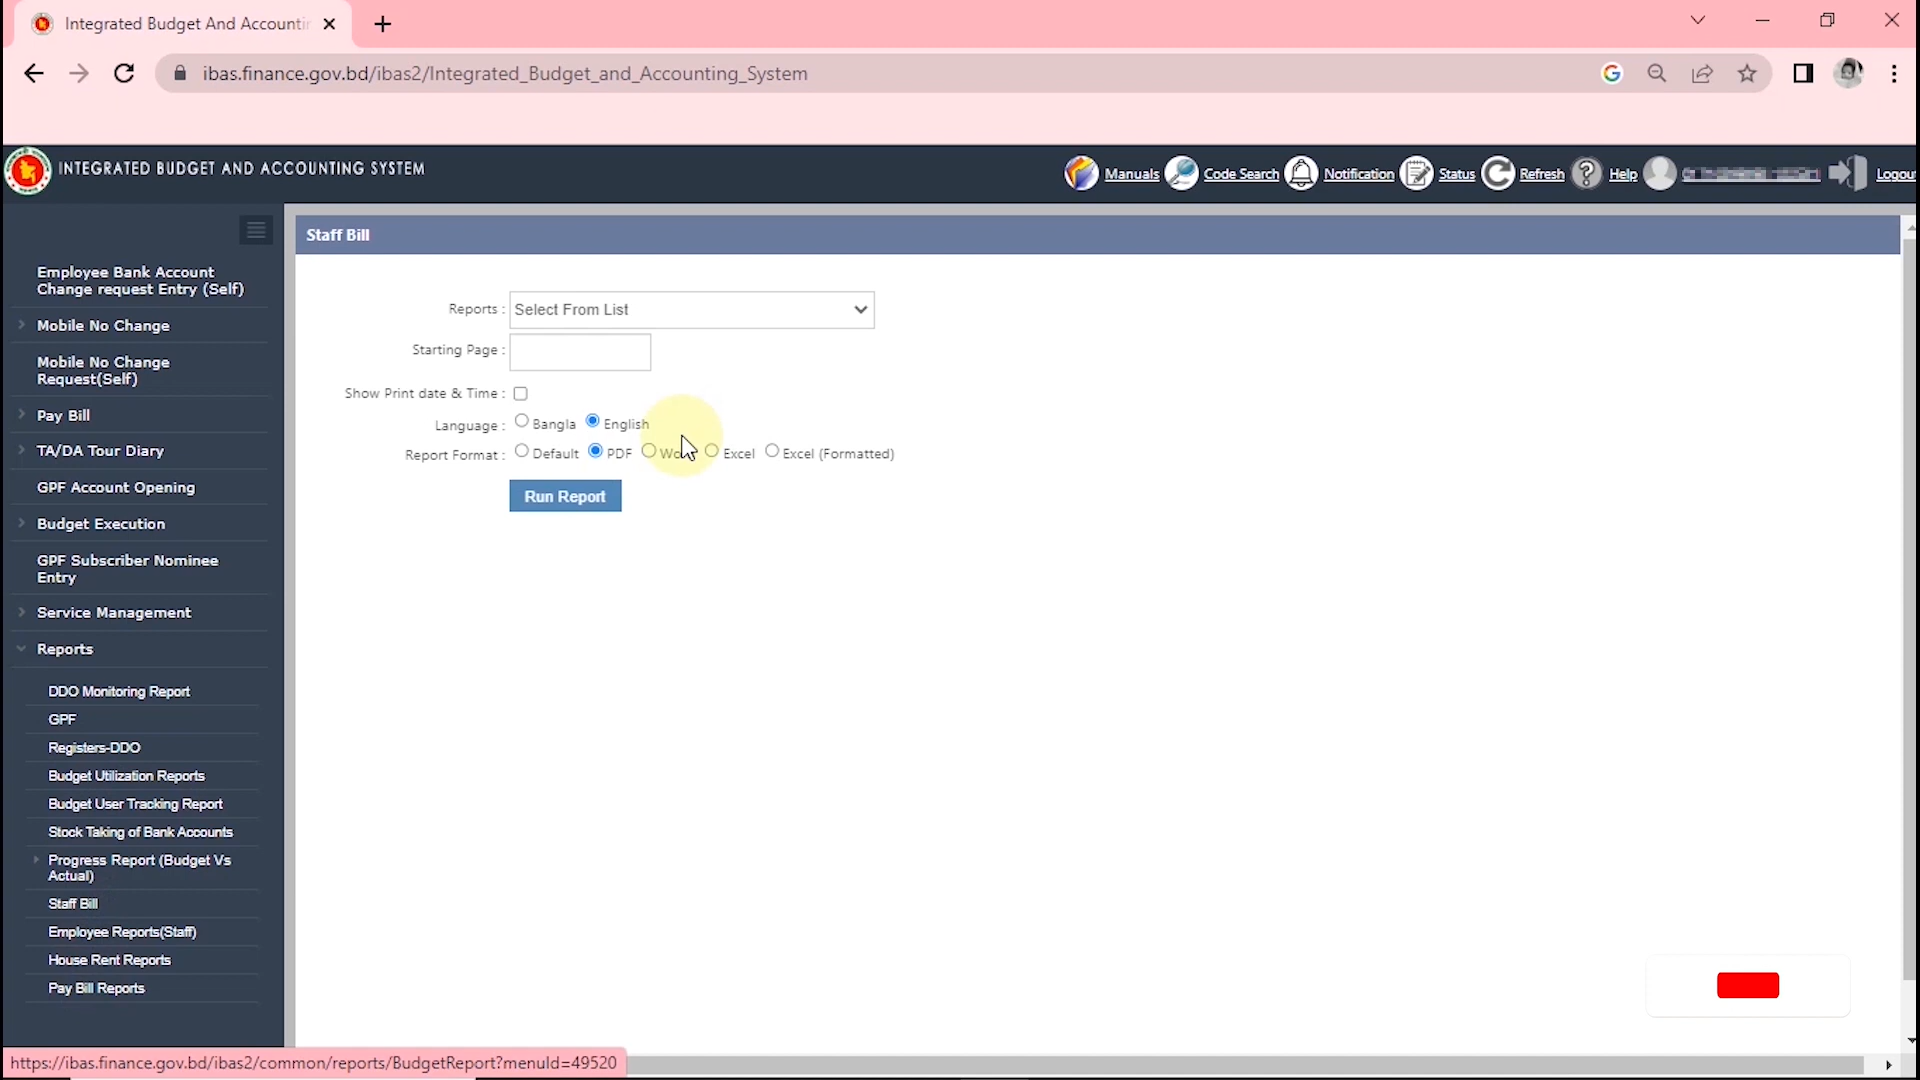 Integrated Budget And Accounti
ibas.finance.gov.bd/ibas2/Integrated_Budget_and_Accounting_System
INTEGRATED BUDGET AND ACCOUNTING SYSTEM
Manuals Code Search Notification Status Refresh Help Logou
Employee Bank Account
Change request Entry (Self)
Mobile No Change
Mobile No Change
Request(Self)
Pay Bill
TA/DA Tour Diary
GPF Account Opening
Budget Execution
GPF Subscriber Nominee
Entry
Service Management
Reports
DDO Monitoring Report
GPF
Registers-DDO
Budget Utilization Reports
Budget User Tracking Report
Stock Taking of Bank Accounts
Progress Report (Budget Vs
Actual)
Staff Bill
Employee Reports(Staff)
House Rent Reports
Pay Bill Reports
Staff Bill
Reports : Select From List
Starting Page :
Show Print date & Time :
Language : Bangla English
Report Format : Default PDF Excel Excel (Formatted)
Run Report
https://ibas.finance.gov.bd/ibas2/common/reports/BudgetReport?menuId=49520